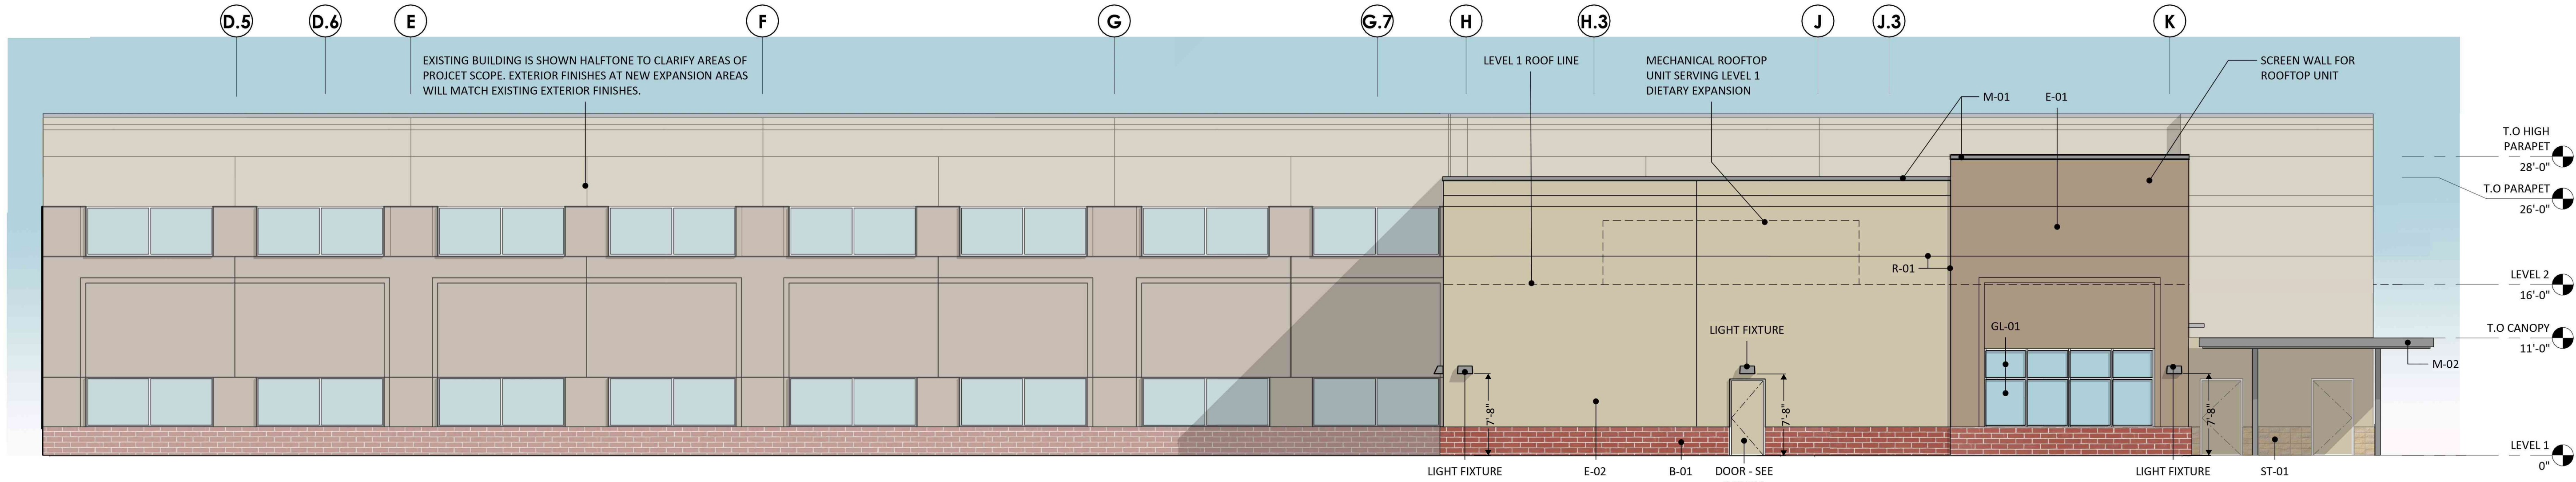 D.5 D.6 E F G G.7 H H.3 J J.3 K
EXISTING BUILDING IS SHOWN HALFTONE TO CLARIFY AREAS OF
PROJCET SCOPE. EXTERIOR FINISHES AT NEW EXPANSION AREAS
WILL MATCH EXISTING EXTERIOR FINISHES.
LEVEL 1 ROOF LINE
MECHANICAL ROOFTOP
UNIT SERVING LEVEL 1
DIETARY EXPANSION
SCREEN WALL FOR
ROOFTOP UNIT
M-01
E-01
T.O HIGH
PARAPET
28'-0"
T.O PARAPET
26'-0"
R-01
LEVEL 2
16'-0"
GL-01
LIGHT FIXTURE
T.O CANOPY
11'-0"
M-02
7'-8"
7'-8"
7'-8"
LEVEL 1
0"
LIGHT FIXTURE
E-02
B-01
DOOR - SEE
LIGHT FIXTURE
ST-01